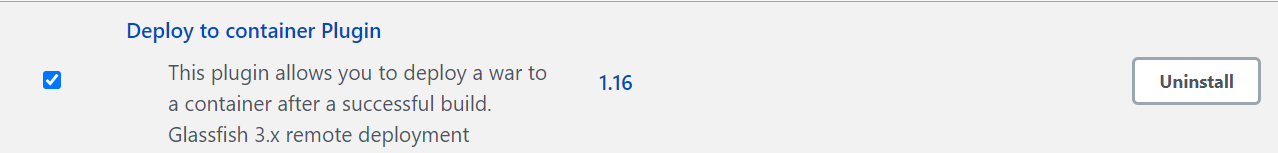 Deploy to container Plugin
This plugin allows you to deploy a war to
a container after a successful build.
Glassfish 3.x remote deployment
1.16
Uninstall